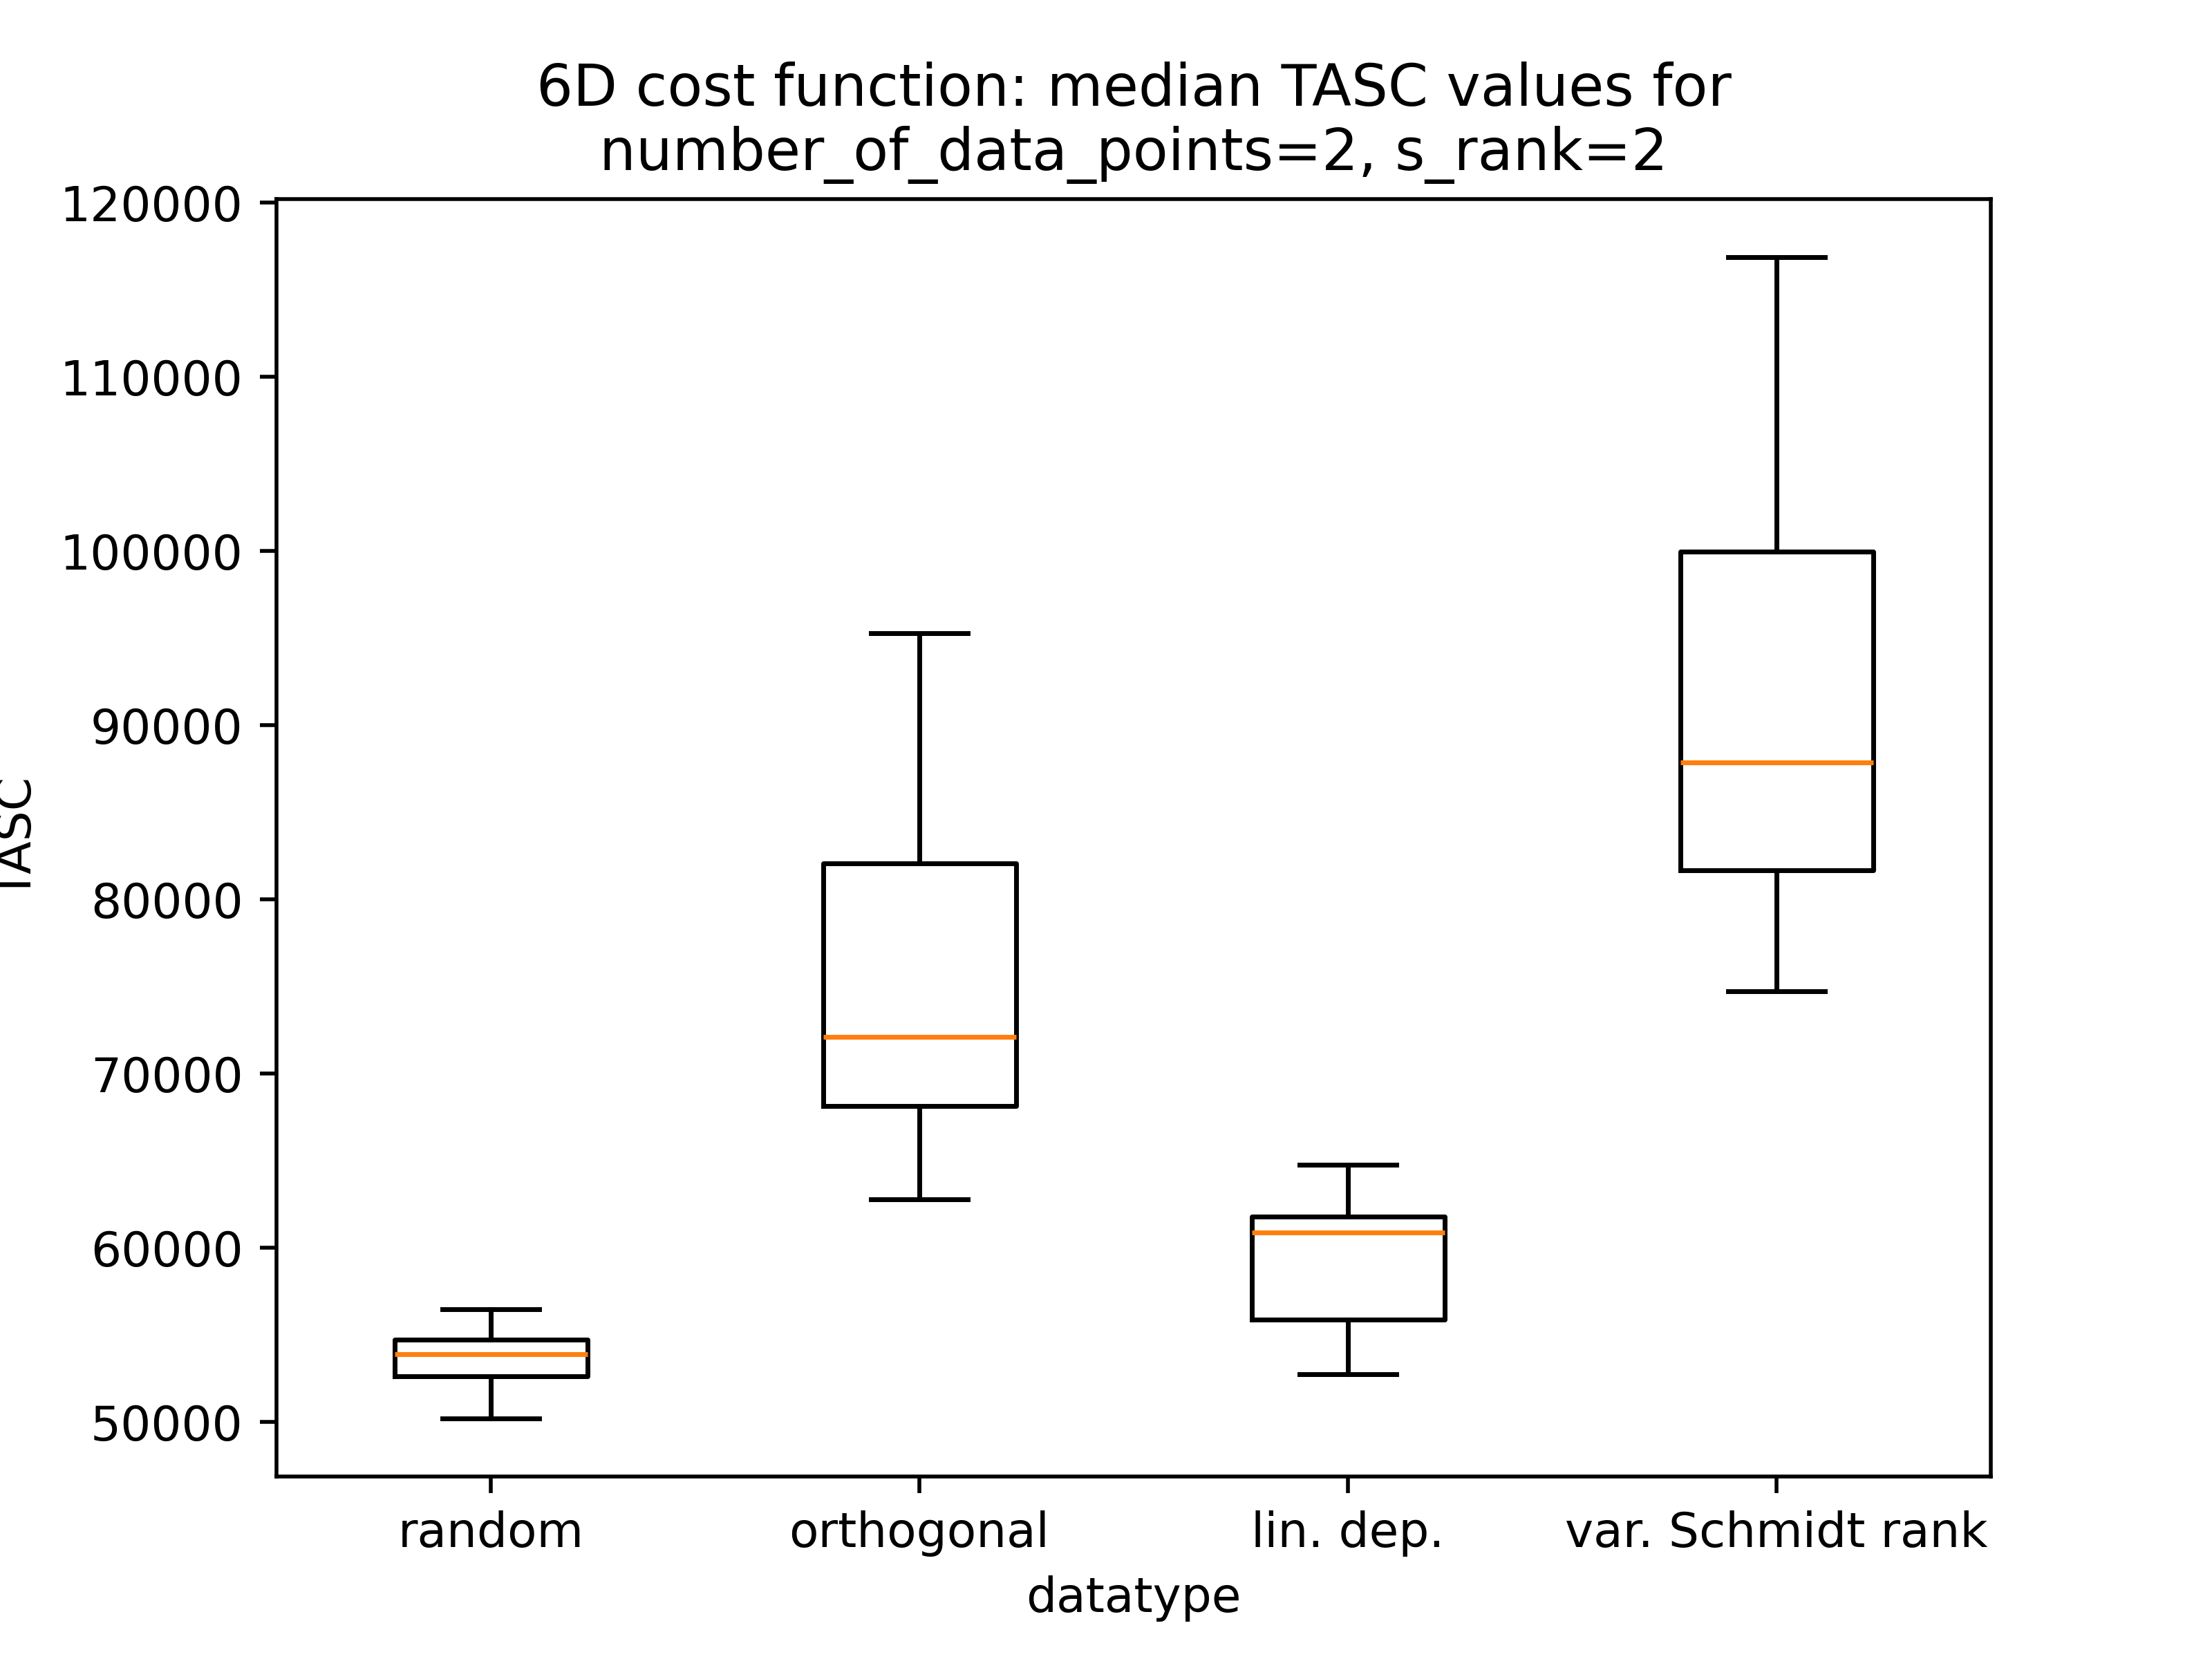 6D cost function: median TASC values for
number_of_data_points=2, s_rank=2
120000
110000
100000
90000
80000
70000
60000
50000
TASC
random
orthogonal
lin. dep.
var. Schmidt rank
datatype